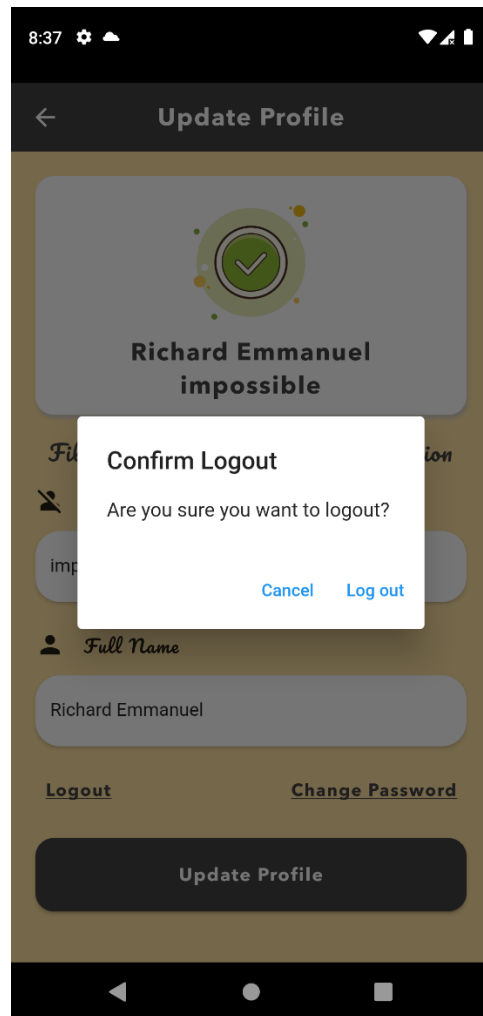 8:37
Update Profile
Richard Emmanuel
impossible
Confirm Logout
Are you sure you want to logout?
Cancel Log out
Full Name
Richard Emmanuel
Logout Change Password
Update Profile